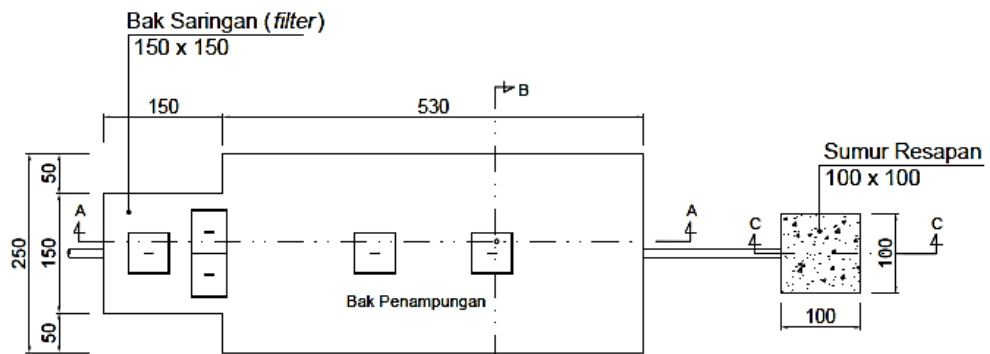 Bak Saringan (filter)
150 x 150
B
150
530
Sumur Resapan
100 x 100
50
A
A
C
C
250
150
100
Bak Penampungan
50
100